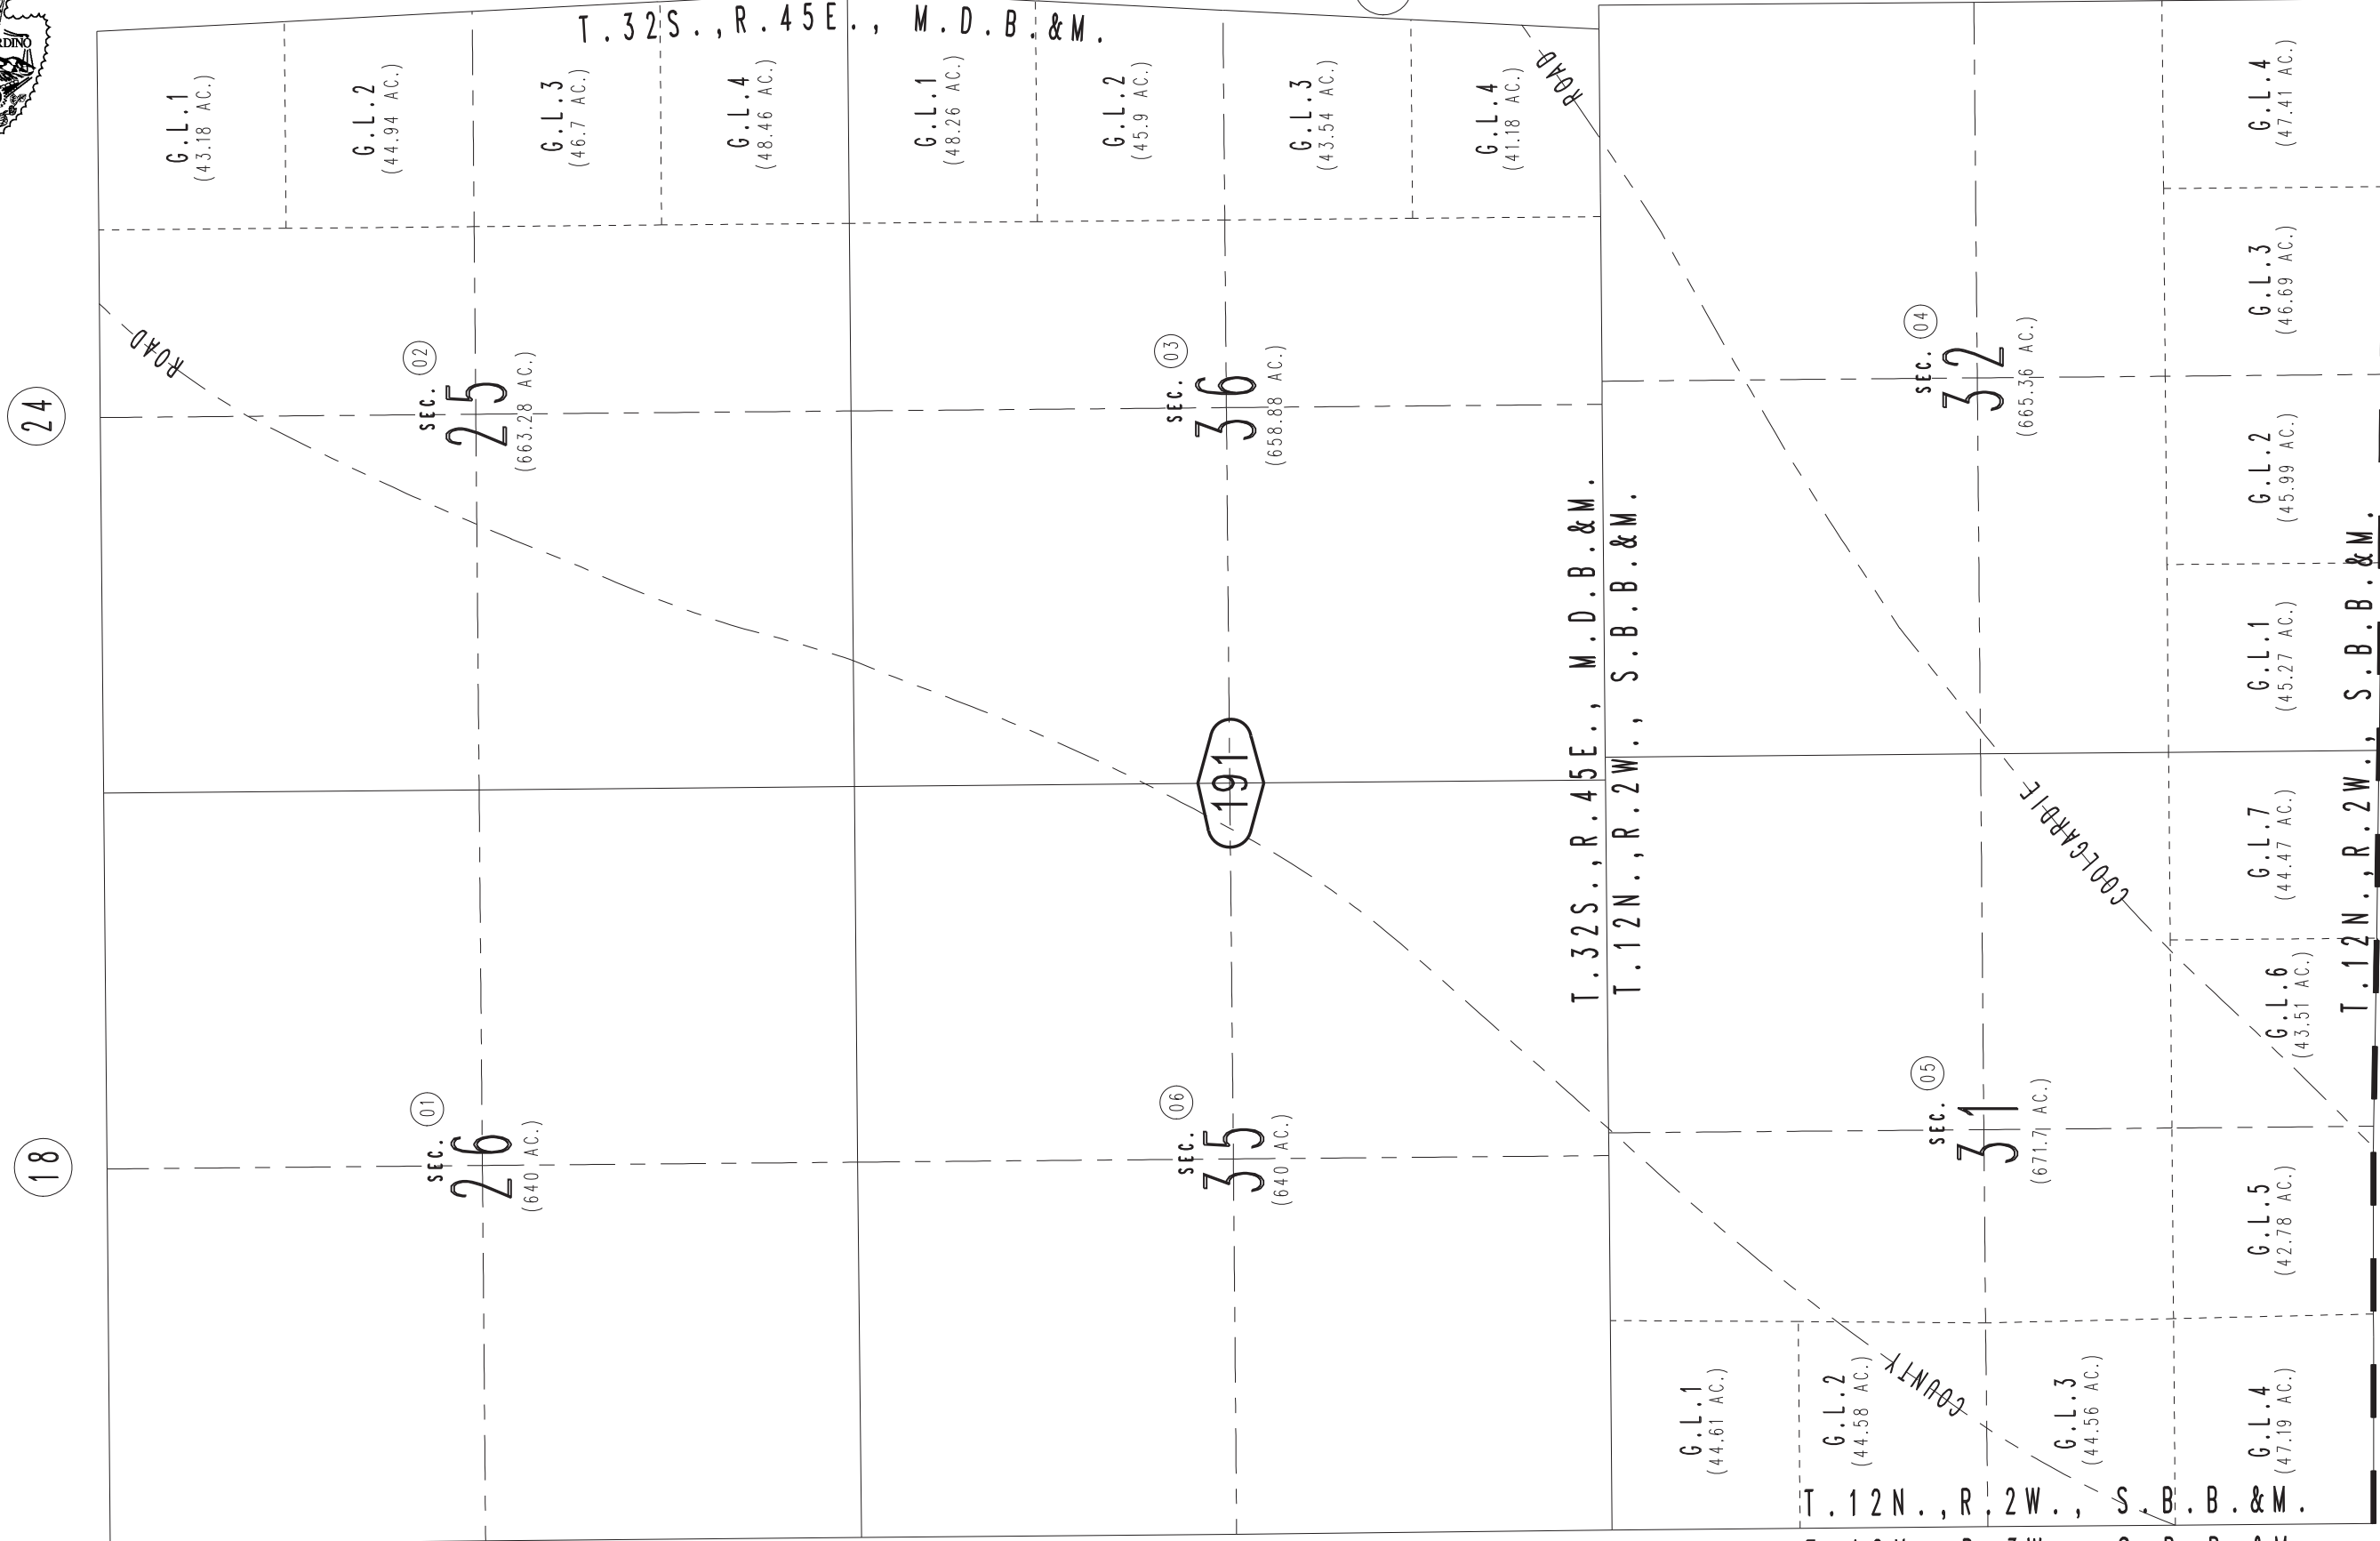 RDINO
T.32S.,R.45E., M.D.B.&M.
24
18
G.L.1
(43.18 AC.)
G.L.2
(44.94 AC.)
G.L.3
(46.7 AC.)
G.L.4
(48.46 AC.)
G.L.1
(48.26 AC.)
G.L.2
(45.9 AC.)
G.L.3
(43.54 AC.)
G.L.4
(41.18 AC.)
ROAD
ROAD
SEC. 02
25
(663.28 AC.)
SEC. 03
36
(658.88 AC.)
SEC. 04
32
(665.36 AC.)
G.L.4
(47.41 AC.)
G.L.3
(46.69 AC.)
G.L.2
(45.99 AC.)
G.L.1
(45.27 AC.)
191
T.32S.,R.45E., M.D.B.&M.
T.12N.,R.2W., S.B.B.&M.
COOLGARDIE
G.L.7
(44.47 AC.)
G.L.6
(43.51 AC.)
T.12N.,R.2W., S.B.B.&M.
SEC. 01
26
(640 AC.)
SEC. 06
35
(640 AC.)
SEC. 05
31
(671.7 AC.)
G.L.5
(42.78 AC.)
G.L.1
(44.61 AC.)
G.L.2
(44.58 AC.)
COUNTY
G.L.3
(44.56 AC.)
G.L.4
(47.19 AC.)
T.12N.,R.2W., S.B.B.&M.